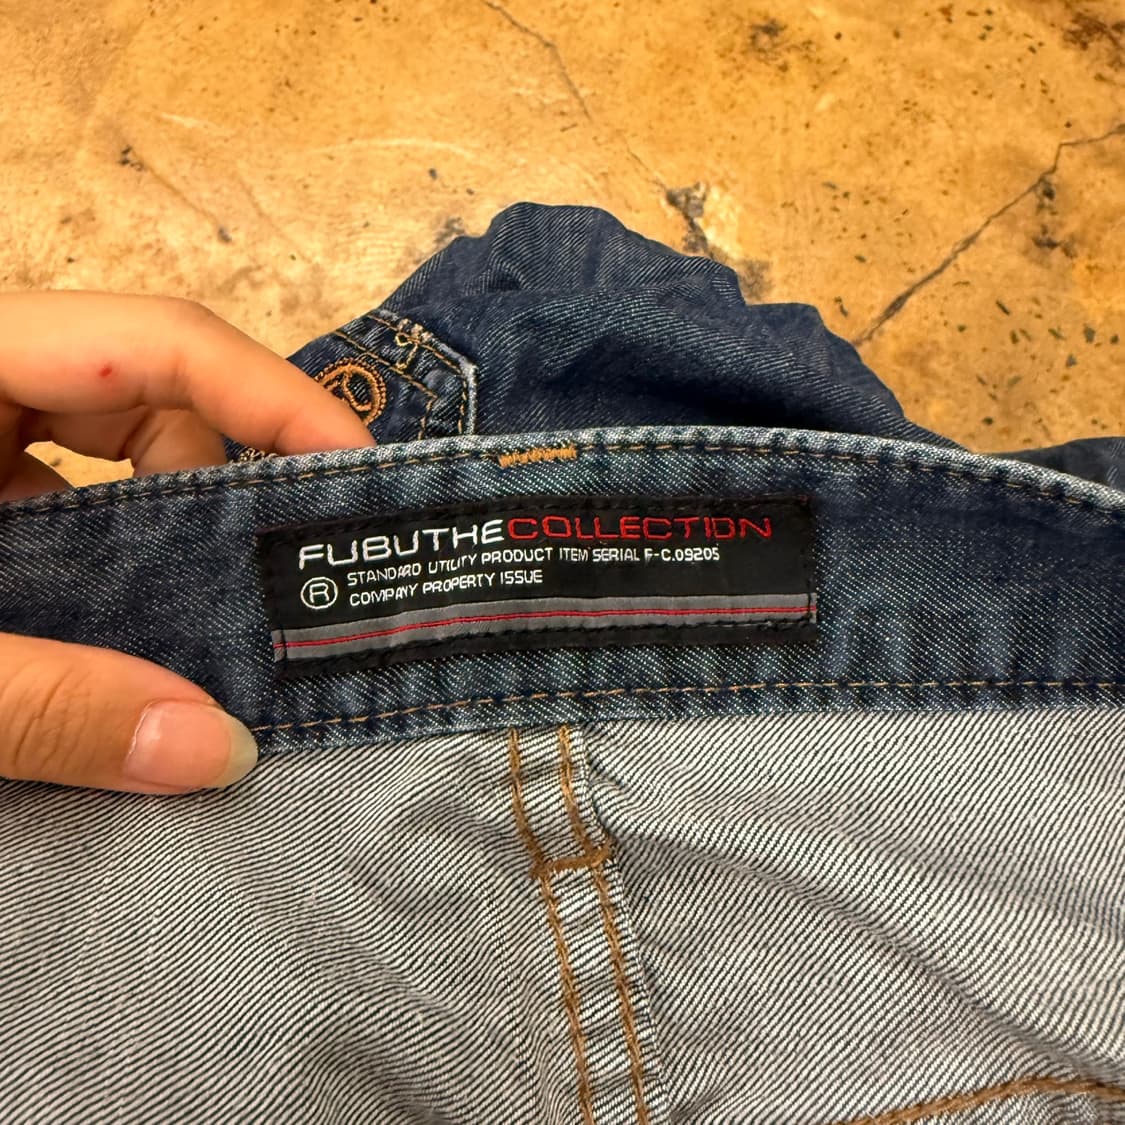 FUBUTHECOLLECTION
STANDARD UTILITY PRODUCT ITEM SERIAL F-C.09205
® COMPANY PROPERTY ISSUE